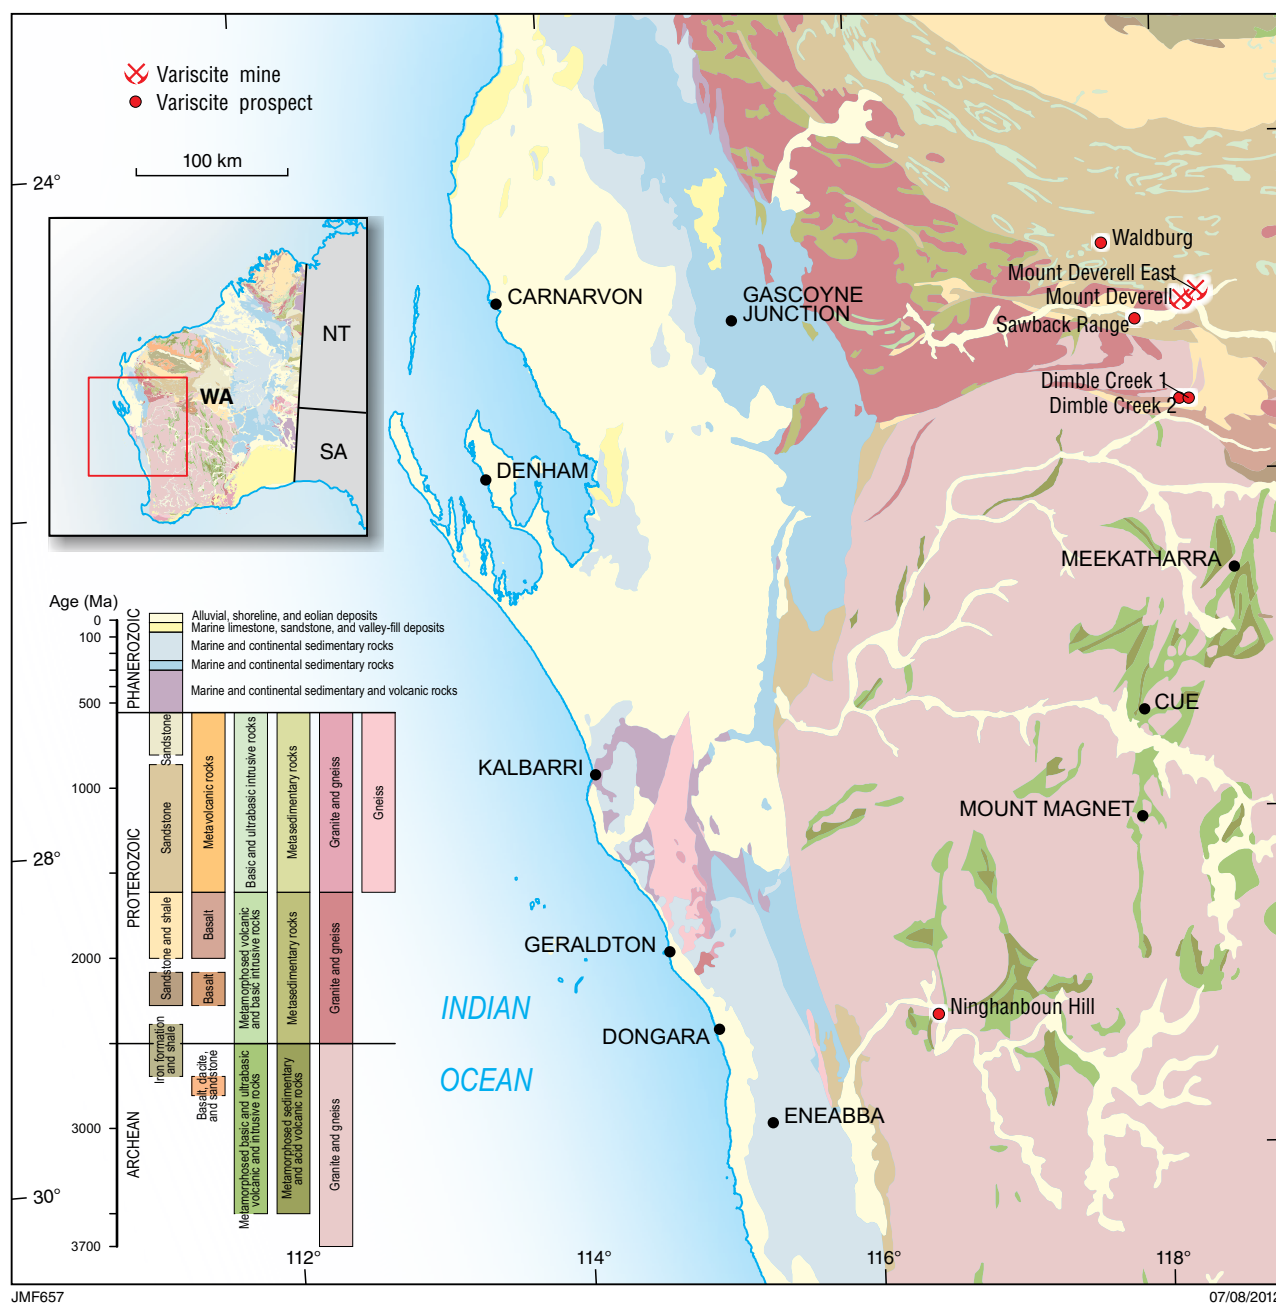 Variscite mine
Variscite prospect
100 km
24°
28°
30°
112°
114°
116°
118°
NT
WA
SA
CARNARVON
GASCOYNE
JUNCTION
DENHAM
KALBARRI
GERALDTON
DONGARA
ENEABBA
MEEKATHARRA
CUE
MOUNT MAGNET
Waldburg
Mount Deverell East
Mount Deverell
Sawback Range
Dimble Creek 1
Dimble Creek 2
Ninghanboun Hill
INDIAN
OCEAN
Age (Ma)
0
100
500
1000
2000
3000
3700
PHANEROZOIC
PROTEROZOIC
ARCHEAN
Alluvial, shoreline, and eolian deposits
Marine limestone, sandstone, and valley-fill deposits
Marine and continental sedimentary rocks
Marine and continental sedimentary rocks
Marine and continental sedimentary and volcanic rocks
Sandstone
Sandstone
Sandstone and shale
Sandstone
Iron formation
and shale
Metavolcanic rocks
Basalt
Basalt
Basalt, dacite,
and sandstone
Basic and ultrabasic intrusive rocks
Metamorphosed volcanic
and basic intrusive rocks
Metamorphosed basic and ultrabasic
volcanic and intrusive rocks
Metasedimentary rocks
Metasedimentary rocks
Metamorphosed sedimentary
and acid volcanic rocks
Granite and gneiss
Granite and gneiss
Granite and gneiss
Gneiss
JMF657
07/08/2012